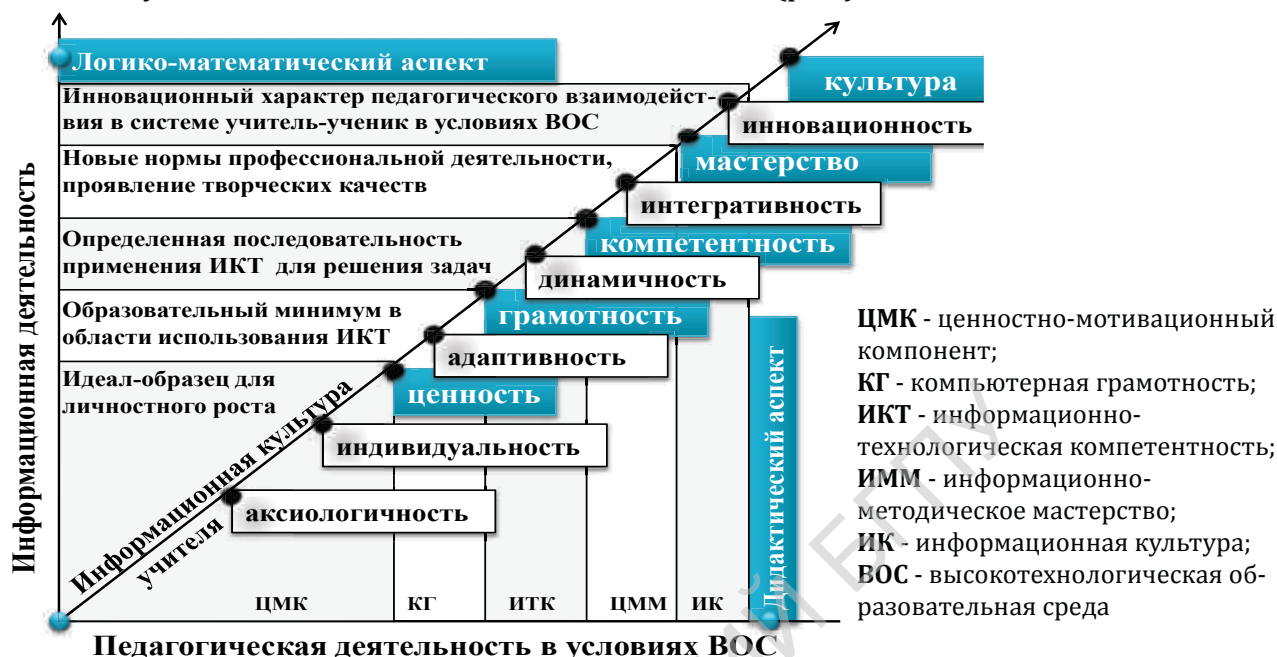 Логико-математический аспект
культура
Инновационный характер педагогического взаимодейст-
вия в системе учитель-ученик в условиях ВОС
инновационность
Новые нормы профессиональной деятельности,
проявление творческих качеств
мастерство
интегративность
Определенная последовательность
применения ИКТ для решения задач
компетентность
динамичность
Образовательный минимум в
области использования ИКТ
грамотность
адаптивность
Идеал-образец для
личностного роста
ценность
индивидуальность
аксиологичность
Информационная культура
учителя
Информационная деятельность
Дидактический аспект
ЦМК
КГ
ИТК
ЦММ
ИК
Педагогическая деятельность в условиях ВОС
ЦМК - ценностно-мотивационный
компонент;
КГ - компьютерная грамотность;
ИКТ - информационно-
технологическая компетентность;
ИММ - информационно-
методическое мастерство;
ИК - информационная культура;
ВОС - высокотехнологическая об-
разовательная среда
БГПУ